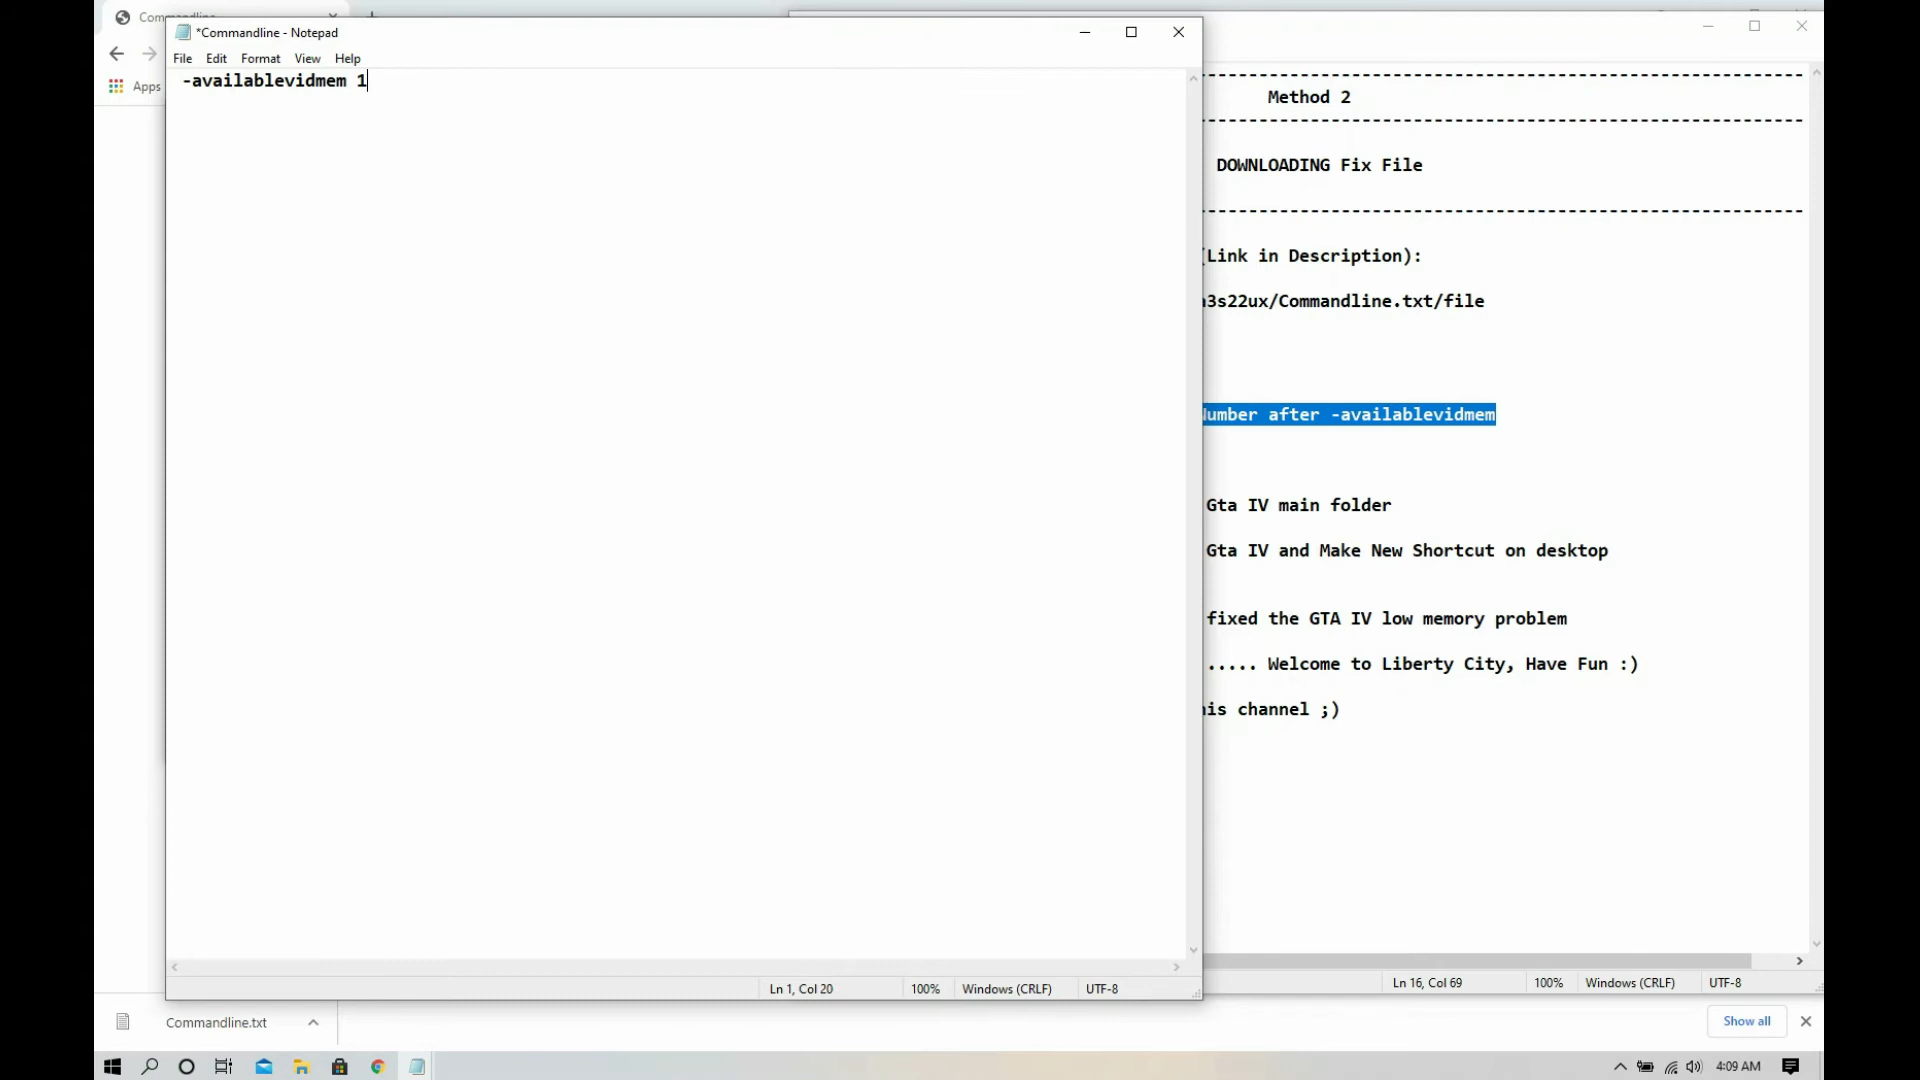 Commandline
*Commandline - Notepad
File Edit Format View Help
Apps
-availablevidmem 1
Method 2
DOWNLOADING Fix File
(Link in Description):
3s22ux/Commandline.txt/file
Number after -availablevidmem
Gta IV main folder
Gta IV and Make New Shortcut on desktop
fixed the GTA IV low memory problem
..... Welcome to Liberty City, Have Fun :)
his channel ;)
Ln 1, Col 20 100% Windows (CRLF) UTF-8
Ln 16, Col 69 100% Windows (CRLF) UTF-8
Commandline.txt
Show all
4:09 AM